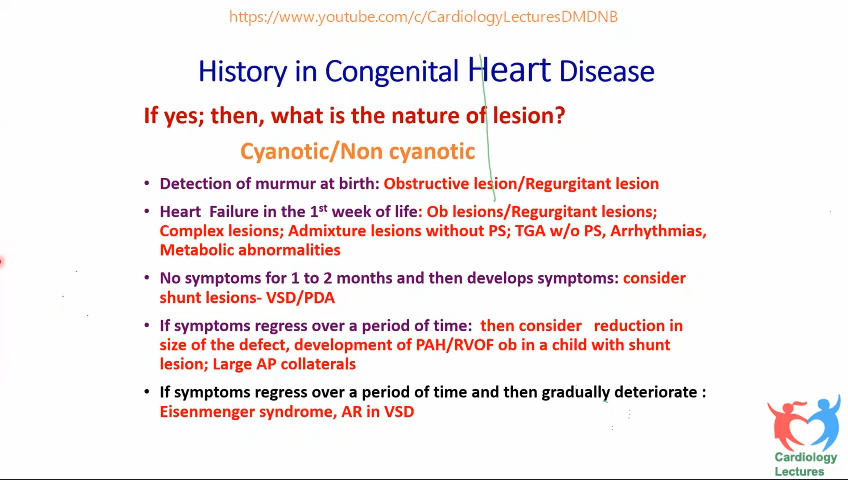 https://www.youtube.com/c/CardiologyLecturesDMDNB
History in Congenital Heart Disease
If yes; then, what is the nature of lesion?
Cyanotic/Non cyanotic
• Detection of murmur at birth: Obstructive lesion/Regurgitant lesion
• Heart Failure in the 1st week of life: Ob lesions/Regurgitant lesions;
Complex lesions; Admixture lesions without PS; TGA w/o PS, Arrhythmias,
Metabolic abnormalities
• No symptoms for 1 to 2 months and then develops symptoms: consider
shunt lesions- VSD/PDA
• If symptoms regress over a period of time: then consider reduction in
size of the defect, development of PAH/RVOF ob in a child with shunt
lesion; Large AP collaterals
• If symptoms regress over a period of time and then gradually deteriorate :
Eisenmenger syndrome, AR in VSD
Cardiology
Lectures